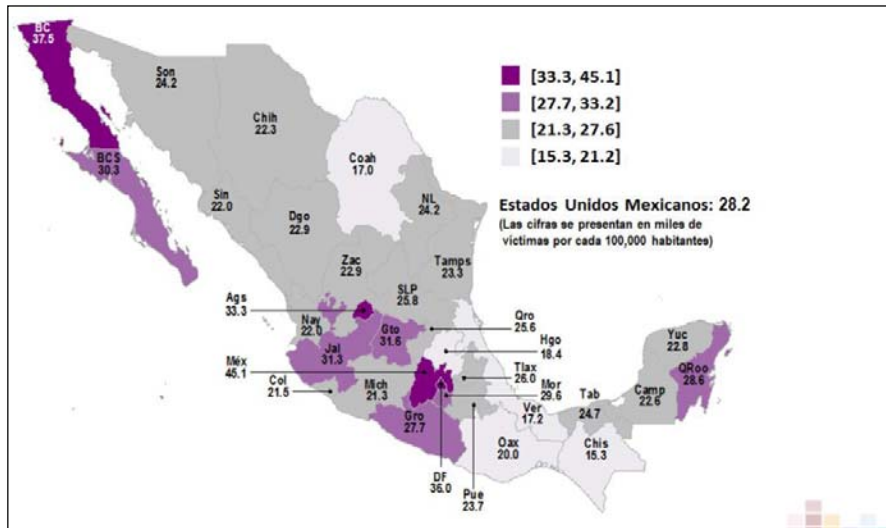 BC
37.5
Son
24.2
Chih
22.3
Coah
17.0
BCS
30.3
Sin
22.0
Dgo
22.9
NL
24.2
Zac
22.9
Tamps
23.3
SLP
25.8
Ags
33.3
Nay
22.0
Jal
31.3
Gto
31.6
Qro
25.6
Hgo
18.4
Méx
45.1
Col
21.5
Mich
21.3
Tlax
26.0
Mor
29.6
Gro
27.7
Ver
17.2
DF
36.0
Pue
23.7
Oax
20.0
Tab
24.7
Chis
15.3
Camp
22.6
Yuc
22.8
QRoo
28.6
[33.3, 45.1]
[27.7, 33.2]
[21.3, 27.6]
[15.3, 21.2]
Estados Unidos Mexicanos: 28.2
(Las cifras se presentan en miles de
víctimas por cada 100,000 habitantes)